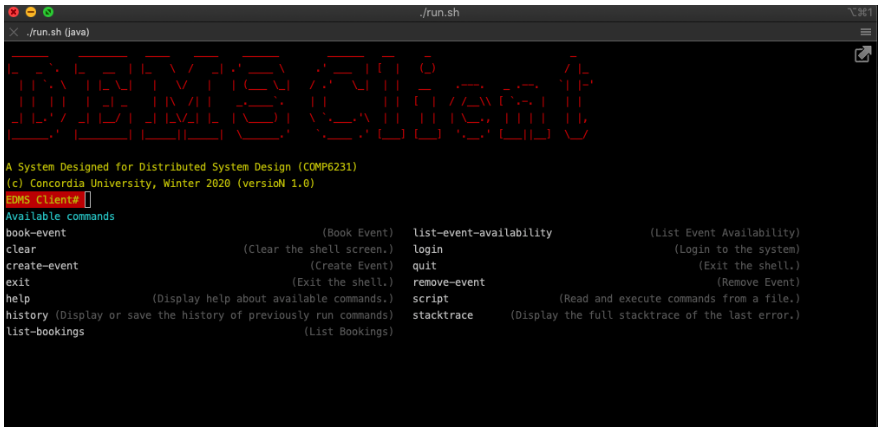 ./run.sh
⌥⌘1
./run.sh (java)
DEMS Client
A System Designed for Distributed System Design (COMP6231)
(c) Concordia University, Winter 2020 (versioN 1.0)
EDMS Client#
Available commands
book-event (Book Event) list-event-availability (List Event Availability)
clear (Clear the shell screen.) login (Login to the system)
create-event (Create Event) quit (Exit the shell.)
exit (Exit the shell.) remove-event (Remove Event)
help (Display help about available commands.) script (Read and execute commands from a file.)
history (Display or save the history of previously run commands) stacktrace (Display the full stacktrace of the last error.)
list-bookings (List Bookings)